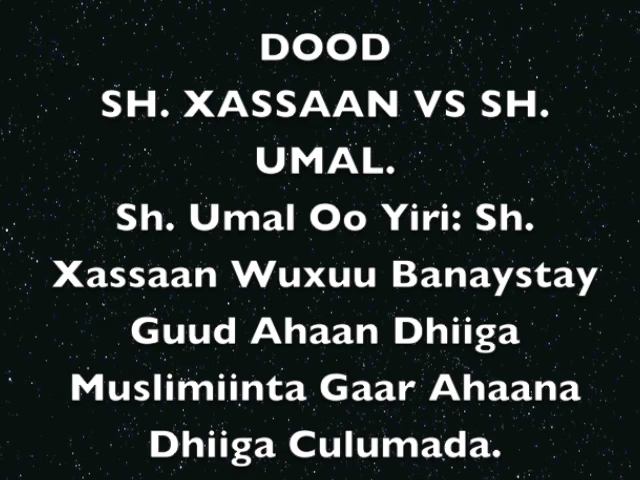 DOOD
SH. XASSAAN VS SH.
UMAL.
Sh. Umal Oo Yiri: Sh.
Xassaan Wuxuu Banaystay
Guud Ahaan Dhiiga
Muslimiinta Gaar Ahaana
Dhiiga Culumada.